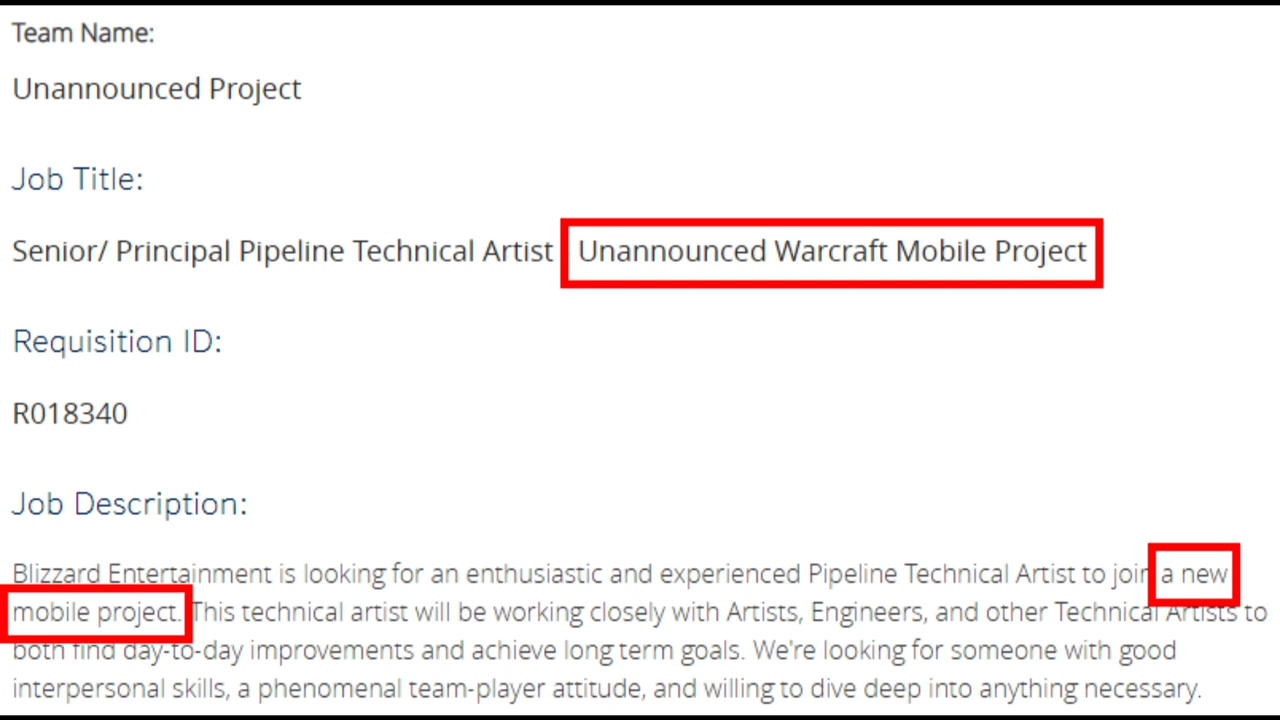 Team Name:
Unannounced Project
Job Title:
Senior/ Principal Pipeline Technical Artist Unannounced Warcraft Mobile Project
Requisition ID:
R018340
Job Description:
Blizzard Entertainment is looking for an enthusiastic and experienced Pipeline Technical Artist to join a new
mobile project. This technical artist will be working closely with Artists, Engineers, and other Technical Artists to
both find day-to-day improvements and achieve long term goals. We're looking for someone with good
interpersonal skills, a phenomenal team-player attitude, and willing to dive deep into anything necessary.